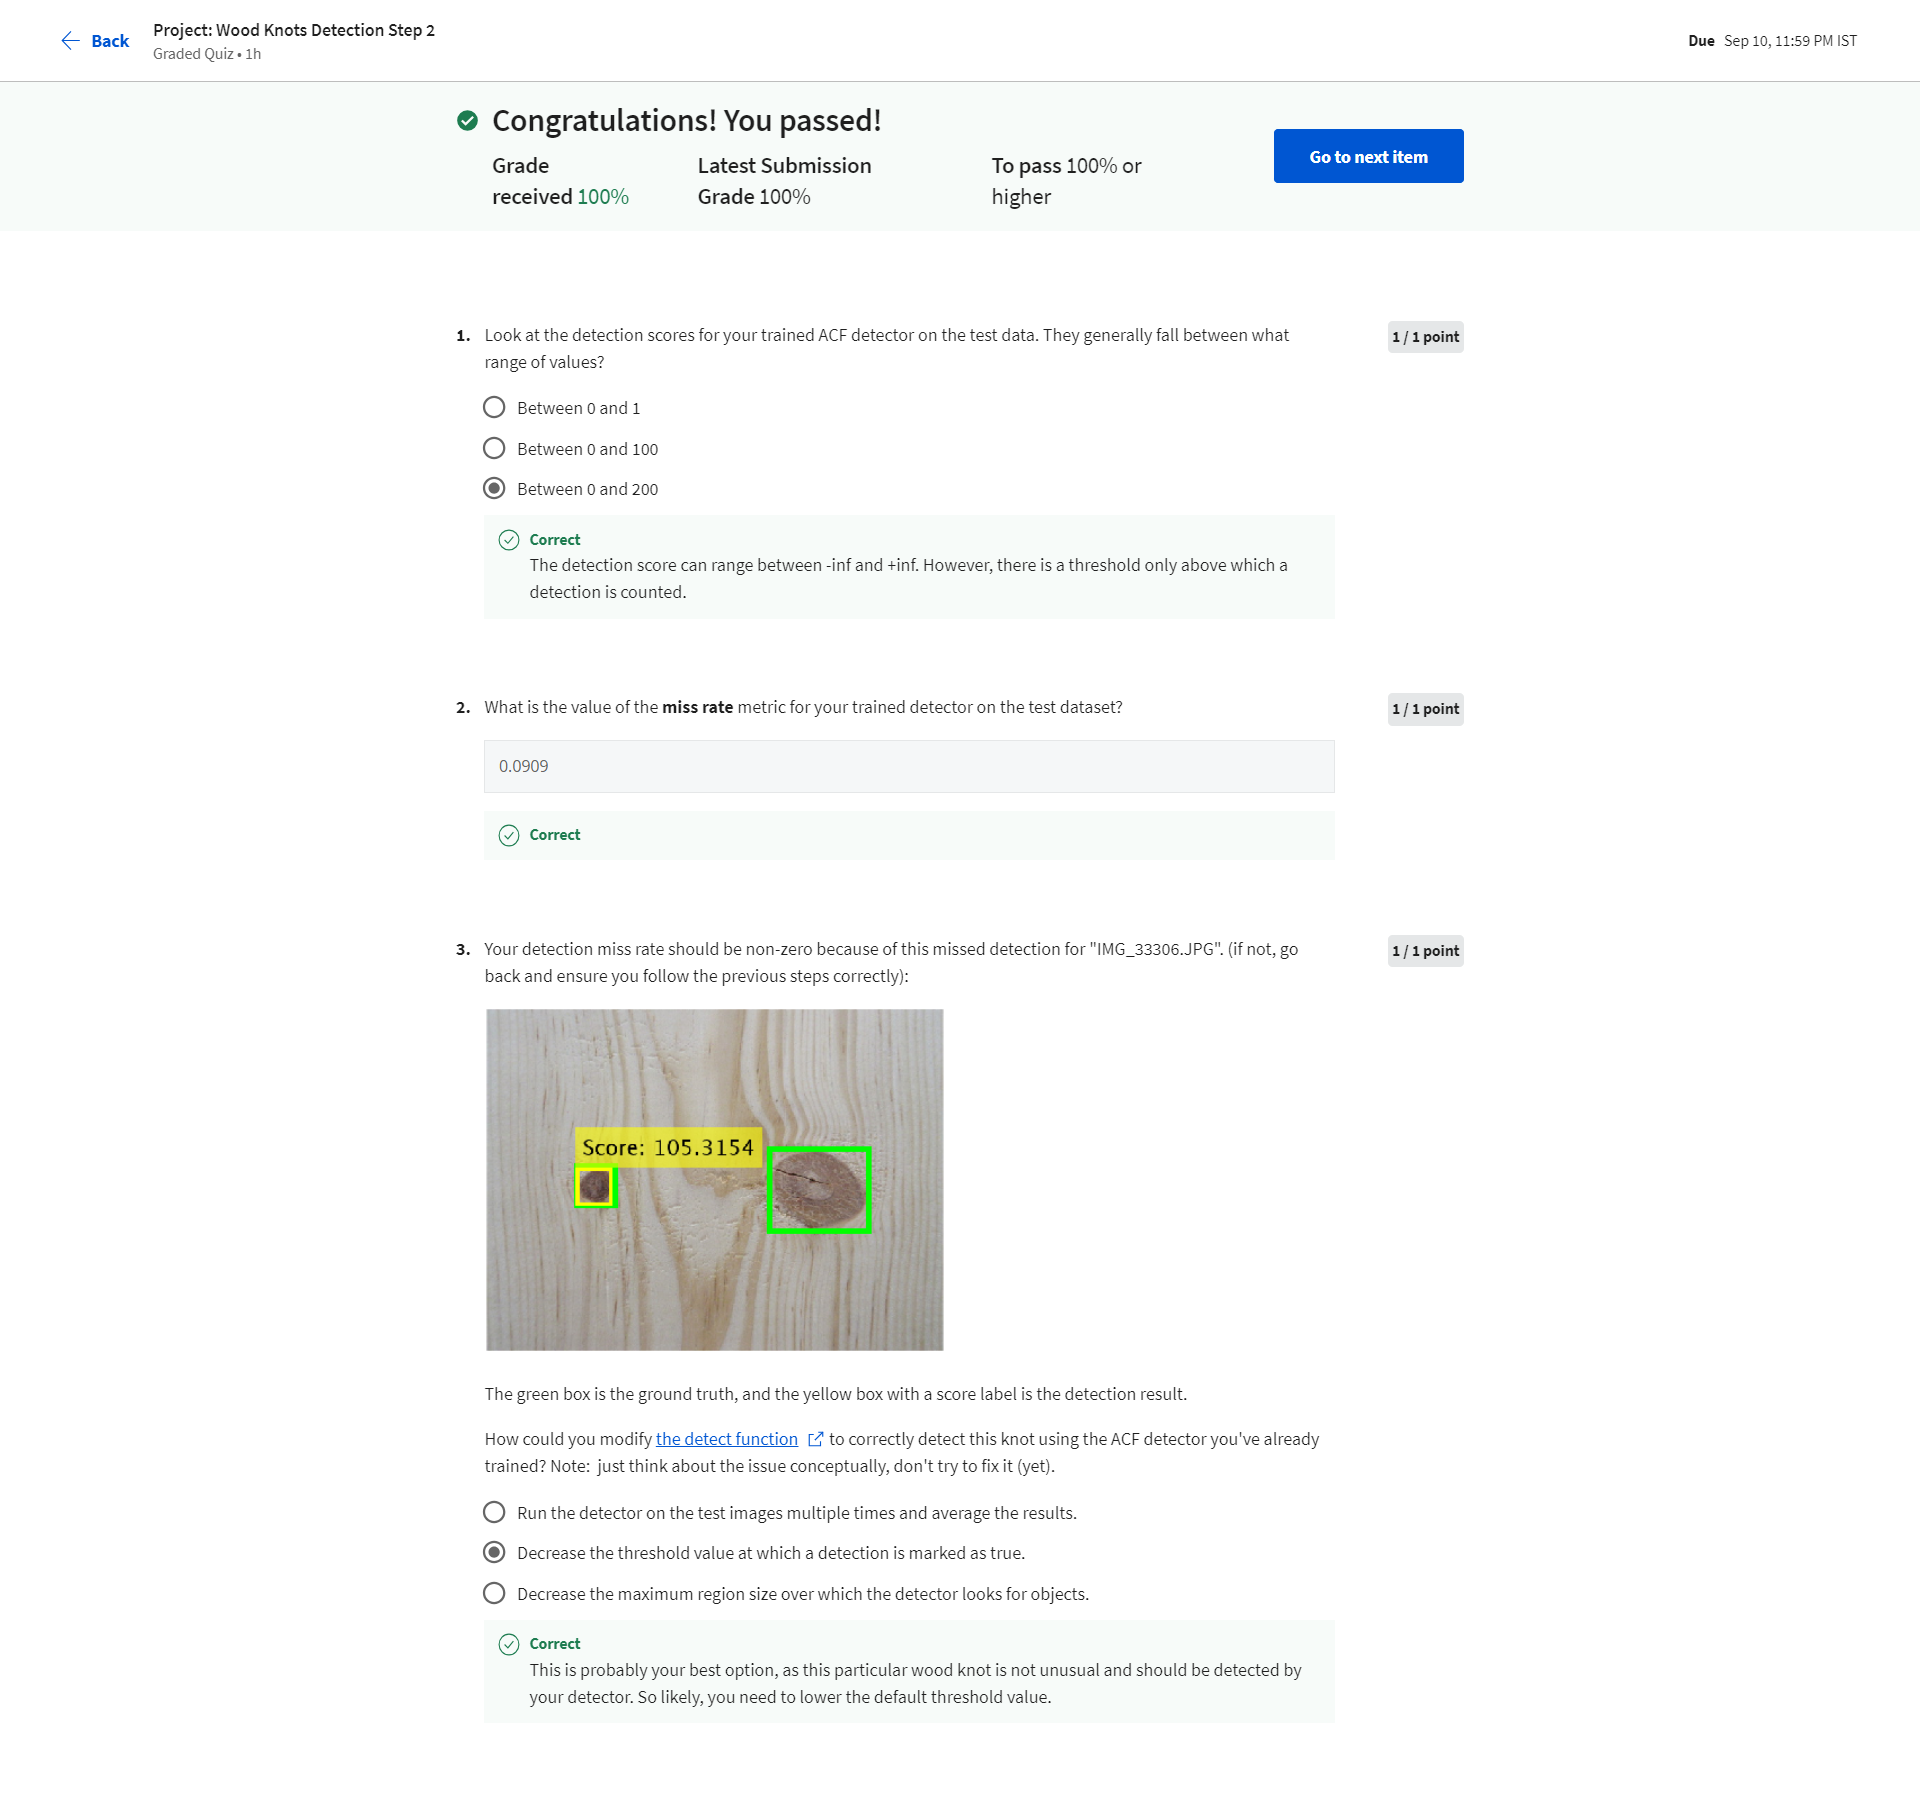 Back
Project: Wood Knots Detection Step 2
Graded Quiz • 1h
Due Sep 10, 11:59 PM IST
Congratulations! You passed!
Grade
received 100%
Latest Submission
Grade 100%
To pass 100% or
higher
Go to next item
1. Look at the detection scores for your trained ACF detector on the test data. They generally fall between what
range of values?
1 / 1 point
Between 0 and 1
Between 0 and 100
Between 0 and 200
Correct
The detection score can range between -inf and +inf. However, there is a threshold only above which a
detection is counted.
2. What is the value of the miss rate metric for your trained detector on the test dataset?
1 / 1 point
0.0909
Correct
3. Your detection miss rate should be non-zero because of this missed detection for "IMG_33306.JPG". (if not, go
back and ensure you follow the previous steps correctly):
1 / 1 point
Score: 105.3154
The green box is the ground truth, and the yellow box with a score label is the detection result.
How could you modify the detect function to correctly detect this knot using the ACF detector you've already
trained? Note: just think about the issue conceptually, don't try to fix it (yet).
Run the detector on the test images multiple times and average the results.
Decrease the threshold value at which a detection is marked as true.
Decrease the maximum region size over which the detector looks for objects.
Correct
This is probably your best option, as this particular wood knot is not unusual and should be detected by
your detector. So likely, you need to lower the default threshold value.